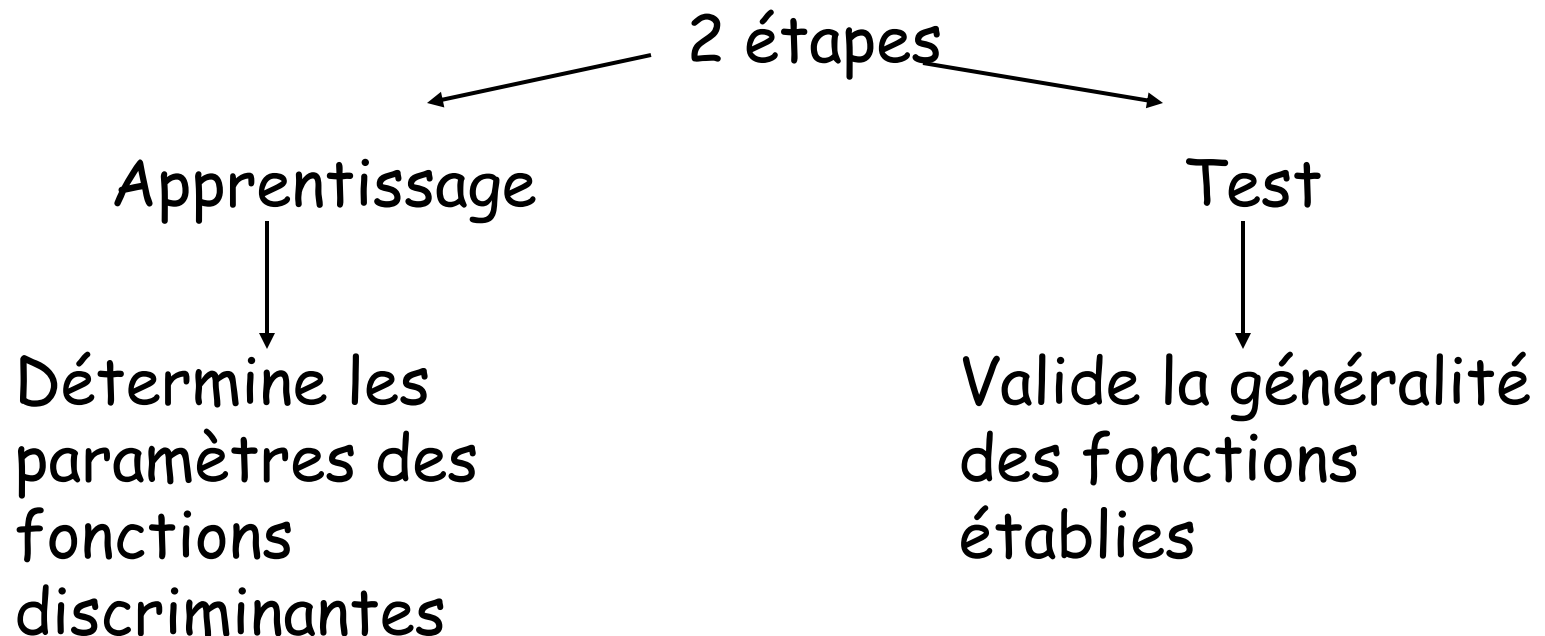 2 étapes
Apprentissage
Test
Détermine les
paramètres des
fonctions
discriminantes
Valide la généralité
des fonctions
établies